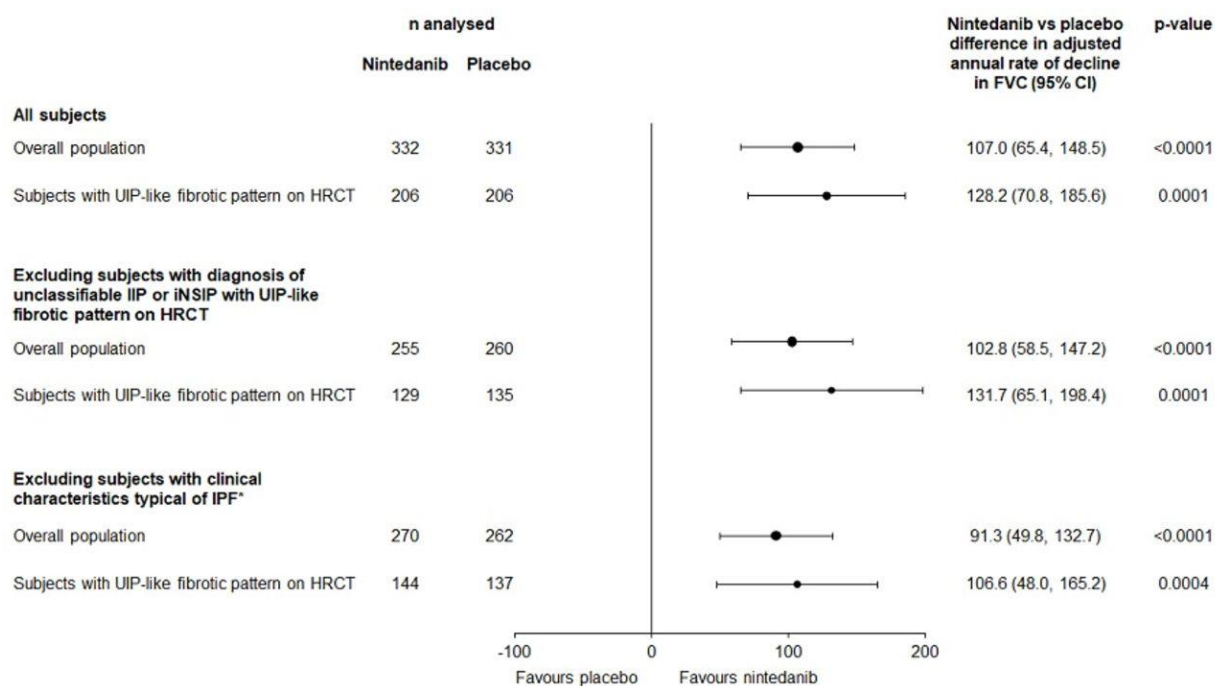 n analysed
Nintedanib vs placebo
difference in adjusted
annual rate of decline
in FVC (95% CI)
p-value
Nintedanib Placebo
All subjects
Overall population 332 331 107.0 (65.4, 148.5) <0.0001
Subjects with UIP-like fibrotic pattern on HRCT 206 206 128.2 (70.8, 185.6) 0.0001
Excluding subjects with diagnosis of
unclassifiable IIP or iNSIP with UIP-like
fibrotic pattern on HRCT
Overall population 255 260 102.8 (58.5, 147.2) <0.0001
Subjects with UIP-like fibrotic pattern on HRCT 129 135 131.7 (65.1, 198.4) 0.0001
Excluding subjects with clinical
characteristics typical of IPF*
Overall population 270 262 91.3 (49.8, 132.7) <0.0001
Subjects with UIP-like fibrotic pattern on HRCT 144 137 106.6 (48.0, 165.2) 0.0004
-100 0 100 200
Favours placebo Favours nintedanib